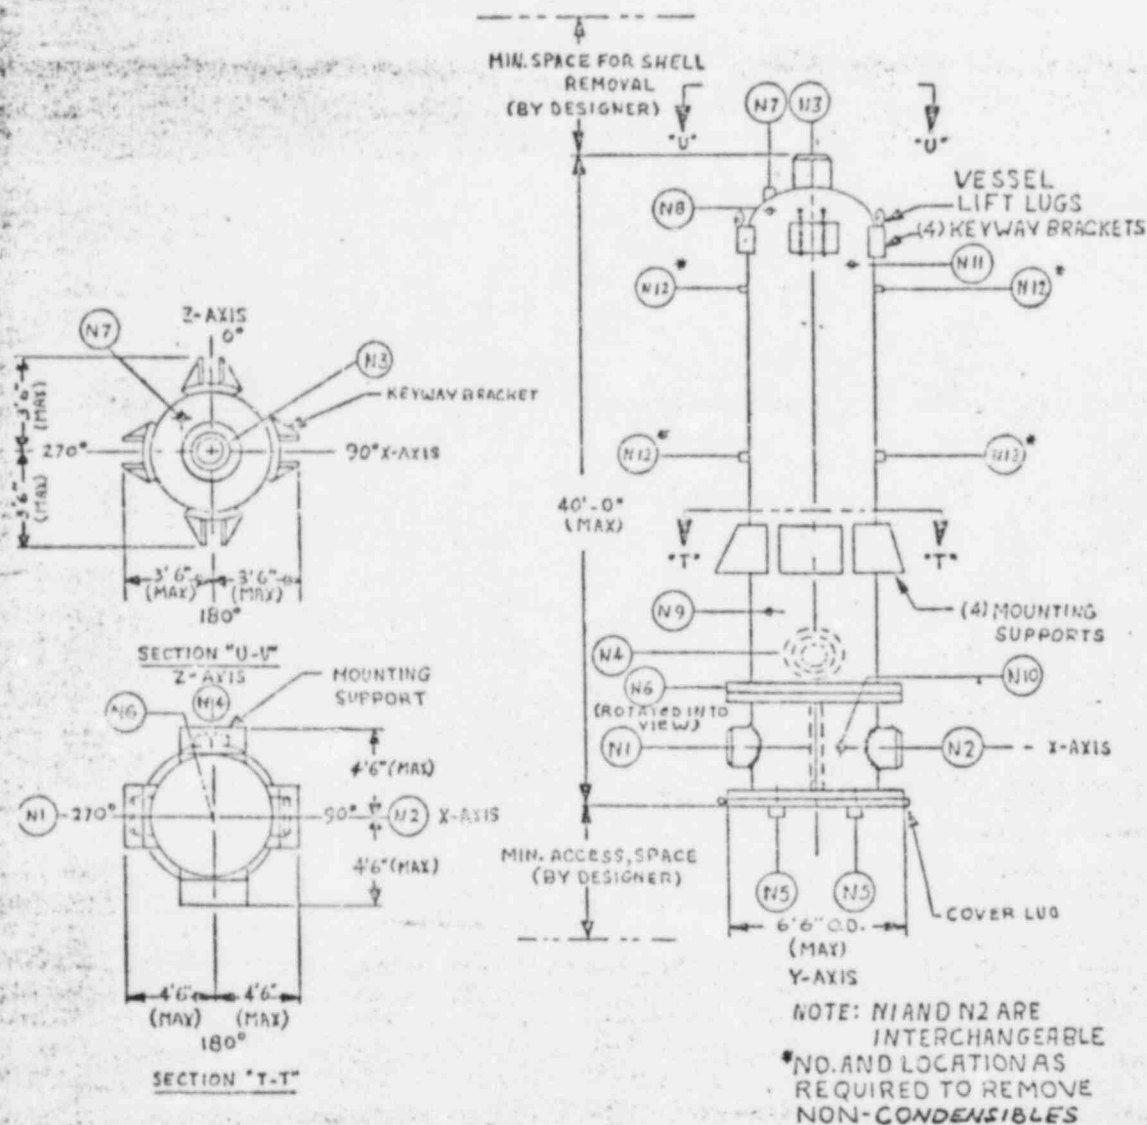 MIN. SPACE FOR SHELL
REMOVAL
(BY DESIGNER)
N7
N3
"U"
"U"
VESSEL
LIFT LUGS
(4) KEYWAY BRACKETS
N8
N11
N12*
N12*
N12*
40'-0"
(MAX)
"T"
"T"
N9
(4) MOUNTING
SUPPORTS
N4
N6
(ROTATED INTO
VIEW)
N10
N1
N2
X-AXIS
MIN. ACCESS, SPACE
(BY DESIGNER)
N5
N5
COVER LUG
6'6" O.D.
(MAX)
Y-AXIS
NOTE: N1 AND N2 ARE
INTERCHANGEABLE
*NO. AND LOCATION AS
REQUIRED TO REMOVE
NON-CONDENSIBLES
N7
Z-AXIS
0°
N3
KEYWAY BRACKET
3'6"
(MAX)
270°
90° X-AXIS
3'6"
(MAX)
3'6"
(MAX)
3'6"
(MAX)
180°
SECTION "U-U"
Z-AXIS
MOUNTING
SUPPORT
N6
4'6" (MAX)
N1
270°
90°
N2
X-AXIS
4'6" (MAX)
4'6"
(MAX)
4'6"
(MAX)
180°
SECTION "T-T"